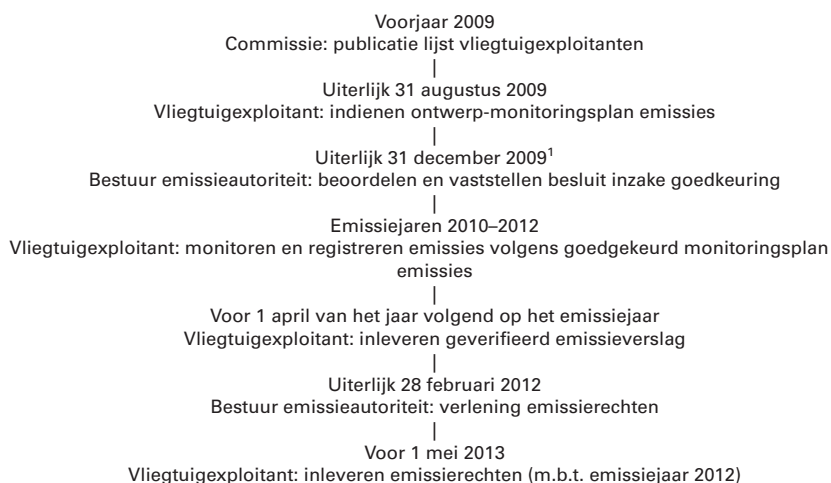 Voorjaar 2009
Commissie: publicatie lijst vliegtuigexploitanten
|
Uiterlijk 31 augustus 2009
Vliegtuigexploitant: indienen ontwerp-monitoringsplan emissies
|
Uiterlijk 31 december 2009¹
Bestuur emissieautoriteit: beoordelen en vaststellen besluit inzake goedkeuring
|
Emissiejaren 2010–2012
Vliegtuigexploitant: monitoren en registreren emissies volgens goedgekeurd monitoringsplan
emissies
|
Voor 1 april van het jaar volgend op het emissiejaar
Vliegtuigexploitant: inleveren geverifieerd emissieverslag
|
Uiterlijk 28 februari 2012
Bestuur emissieautoriteit: verlening emissierechten
|
Voor 1 mei 2013
Vliegtuigexploitant: inleveren emissierechten (m.b.t. emissiejaar 2012)